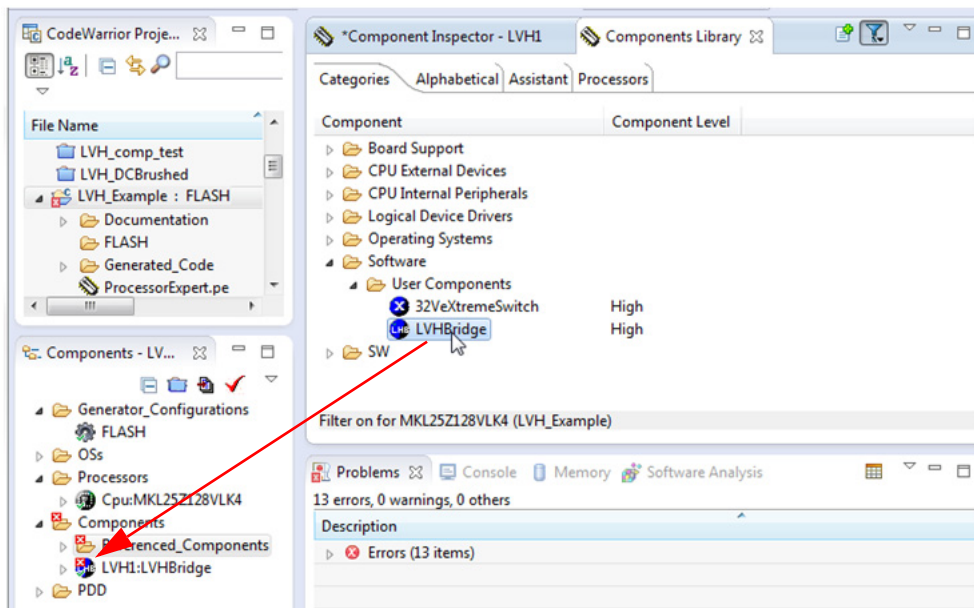 CodeWarrior Proje...
File Name
LVH_comp_test
LVH_DCBrushed
LVH_Example : FLASH
Documentation
FLASH
Generated_Code
ProcessorExpert.pe
Components - LV...
Generator_Configurations
FLASH
OSs
Processors
Cpu:MKL25Z128VLK4
Components
Referenced_Components
LVH1:LVHBridge
PDD
*Component Inspector - LVH1
Components Library
Categories Alphabetical Assistant Processors
Component Component Level
Board Support
CPU External Devices
CPU Internal Peripherals
Logical Device Drivers
Operating Systems
Software
User Components
32VeXtremeSwitch High
LVHBridge High
SW
Filter on for MKL25Z128VLK4 (LVH_Example)
Problems Console Memory Software Analysis
13 errors, 0 warnings, 0 others
Description
Errors (13 items)